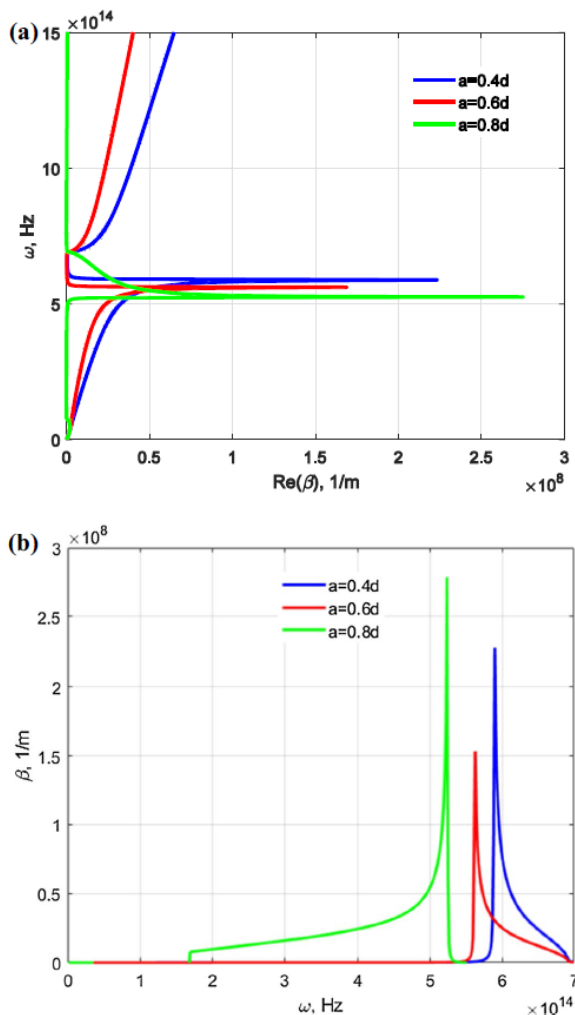 (a)
×10^14
15
10
5
0
ω, Hz
a=0.4d
a=0.6d
a=0.8d
0 0.5 1 1.5 2 2.5 3
Re(β), 1/m
×10^8
(b)
×10^8
3
2.5
2
1.5
1
0.5
0
β, 1/m
a=0.4d
a=0.6d
a=0.8d
0 1 2 3 4 5 6 7
ω, Hz
×10^14